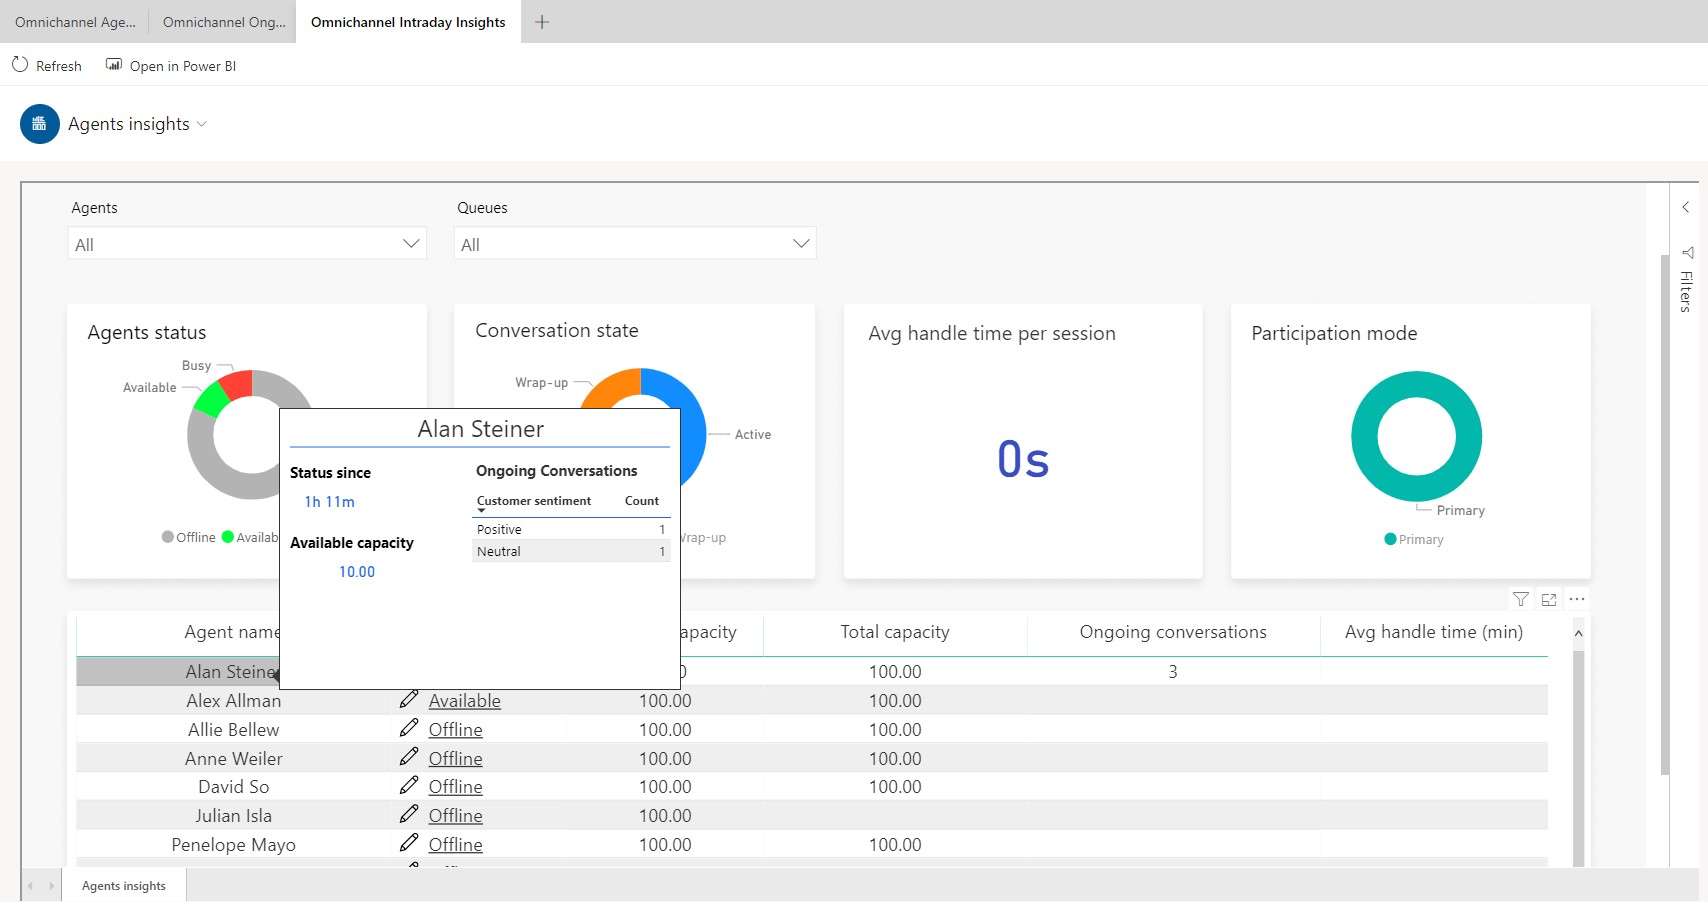 Omnichannel Age...
Omnichannel Ong...
Omnichannel Intraday Insights
Refresh
Open in Power BI
Agents insights
Agents
Queues
All
All
Filters
Agents status
Conversation state
Avg handle time per session
Participation mode
Busy
Available
Wrap-up
Active
0s
Primary
Offline Availab
Wrap-up
Primary
Alan Steiner
Status since
1h 11m
Available capacity
10.00
Ongoing Conversations
Customer sentiment Count
Positive 1
Neutral 1
Agent name apacity Total capacity Ongoing conversations Avg handle time (min)
Alan Steiner 0 100.00 3
Alex Allman Available 100.00 100.00
Allie Bellew Offline 100.00 100.00
Anne Weiler Offline 100.00 100.00
David So Offline 100.00 100.00
Julian Isla Offline 100.00
Penelope Mayo Offline 100.00 100.00
Agents insights